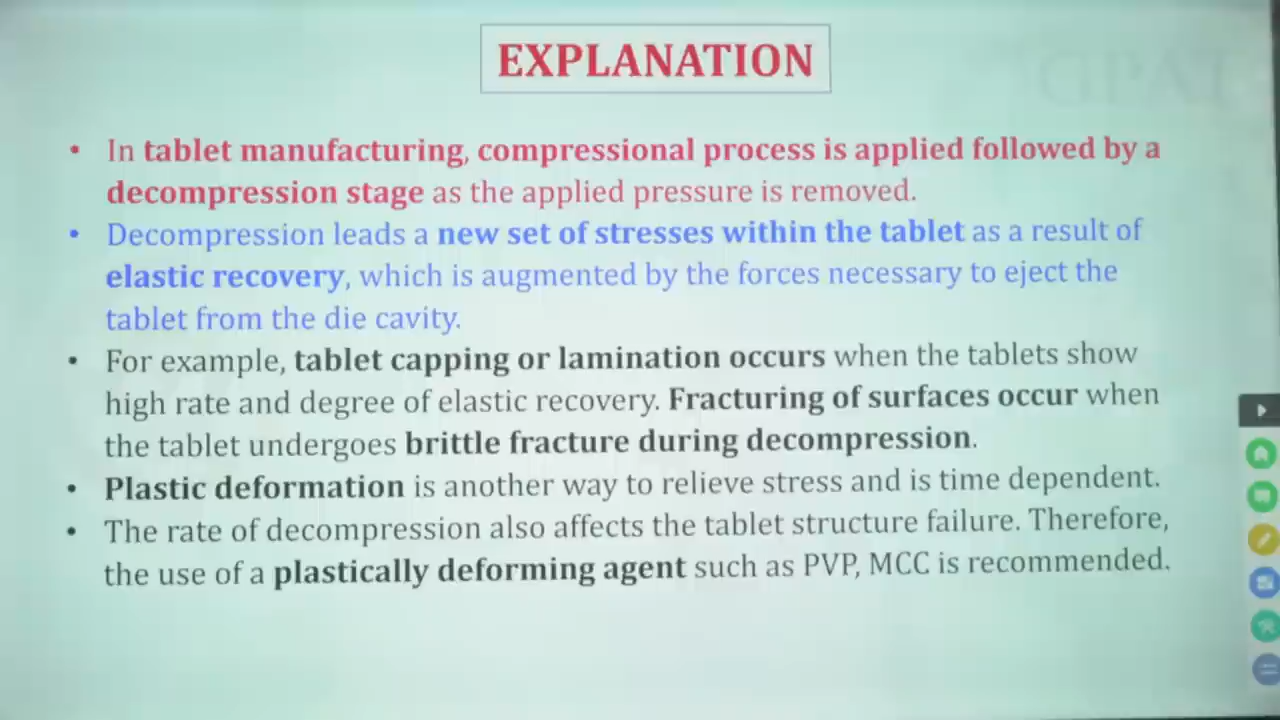 EXPLANATION
GPAT
• In tablet manufacturing, compressional process is applied followed by a
decompression stage as the applied pressure is removed.
• Decompression leads a new set of stresses within the tablet as a result of
elastic recovery, which is augmented by the forces necessary to eject the
tablet from the die cavity.
• For example, tablet capping or lamination occurs when the tablets show
high rate and degree of elastic recovery. Fracturing of surfaces occur when
the tablet undergoes brittle fracture during decompression.
• Plastic deformation is another way to relieve stress and is time dependent.
• The rate of decompression also affects the tablet structure failure. Therefore,
the use of a plastically deforming agent such as PVP, MCC is recommended.